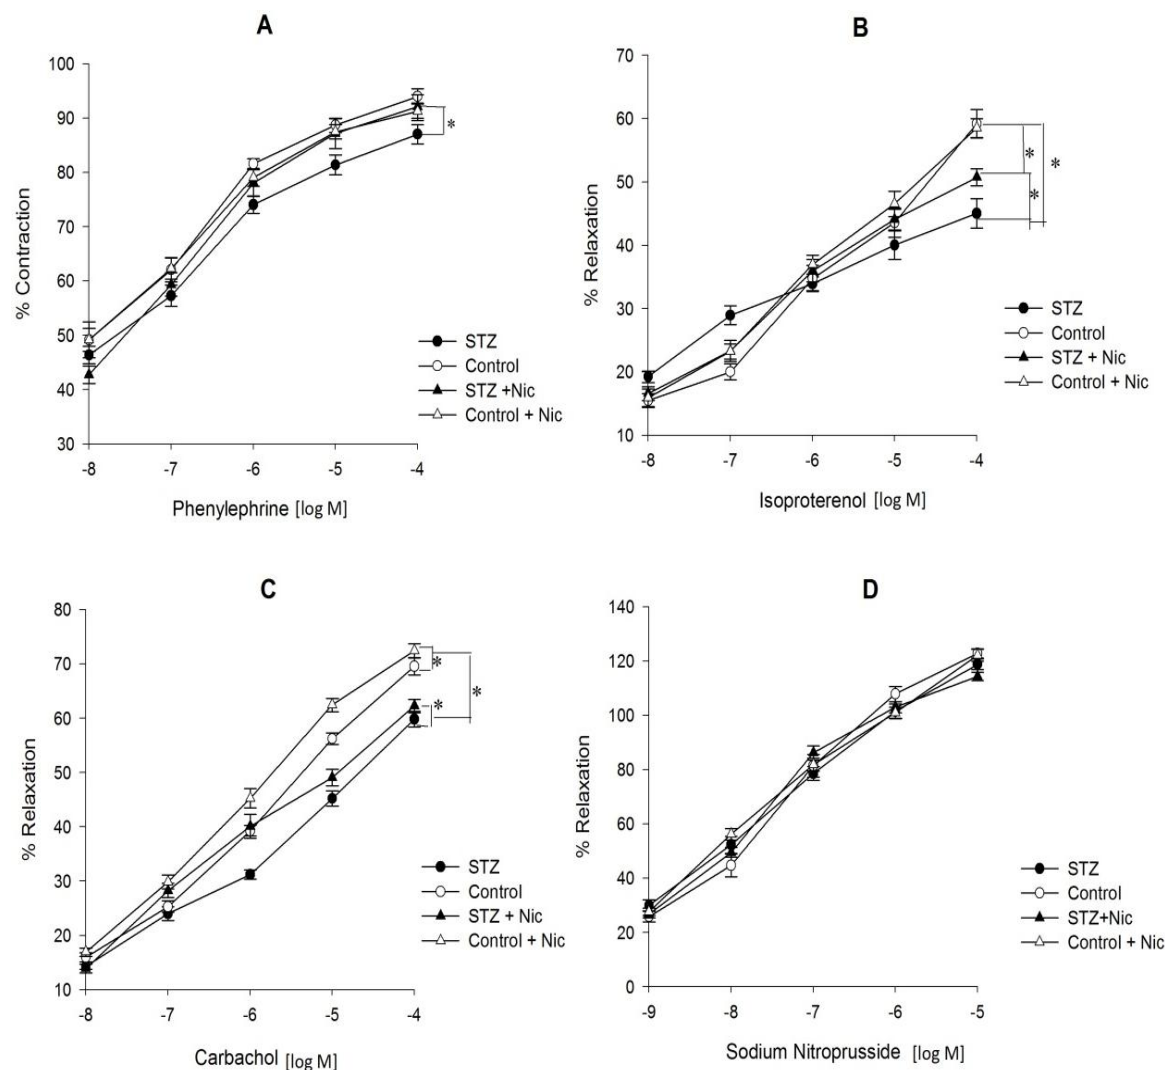 A
% Contraction
100
90
80
70
60
50
40
30
-8 -7 -6 -5 -4
Phenylephrine [log M]
*
STZ
Control
STZ +Nic
Control + Nic
B
% Relaxation
70
60
50
40
30
20
10
-8 -7 -6 -5 -4
Isoproterenol [log M]
* *
*
STZ
Control
STZ + Nic
Control + Nic
C
% Relaxation
80
70
60
50
40
30
20
10
-8 -7 -6 -5 -4
Carbachol [log M]
*
*
*
STZ
Control
STZ + Nic
Control + Nic
D
% Relaxation
140
120
100
80
60
40
20
0
-9 -8 -7 -6 -5
Sodium Nitroprusside [log M]
STZ
Control
STZ+Nic
Control + Nic